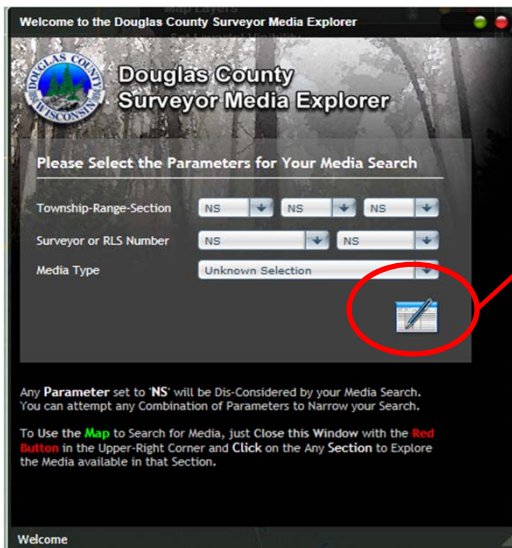 Map Layers
Welcome to the Douglas County Surveyor Media Explorer
DOUGLAS COUNTY
WISCONSIN
Douglas County
Surveyor Media Explorer
Please Select the Parameters for Your Media Search
Township-Range-Section NS NS NS
Surveyor or RLS Number NS NS
Media Type Unknown Selection
Any Parameter set to 'NS' will be Dis-Considered by your Media Search.
You can attempt any Combination of Parameters to Narrow your Search.
To Use the Map to Search for Media, just Close this Window with the Red
Button in the Upper-Right Corner and Click on the Any Section to Explore
the Media available in that Section.
Welcome